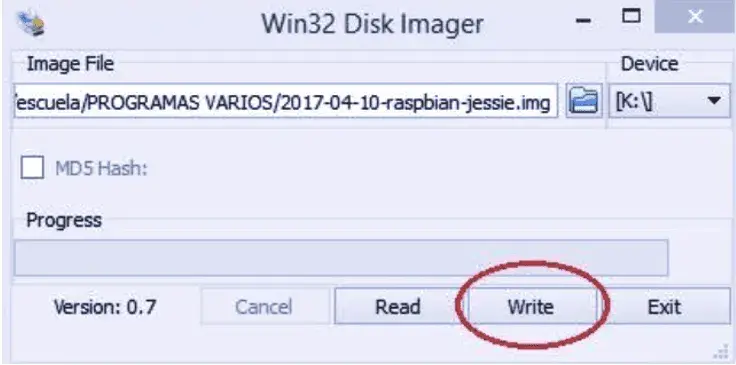 Win32 Disk Imager
Image File
Device
/escuela/PROGRAMAS VARIOS/2017-04-10-raspbian-jessie.img
[K:\]
MD5 Hash:
Progress
Version: 0.7
Cancel
Read
Write
Exit